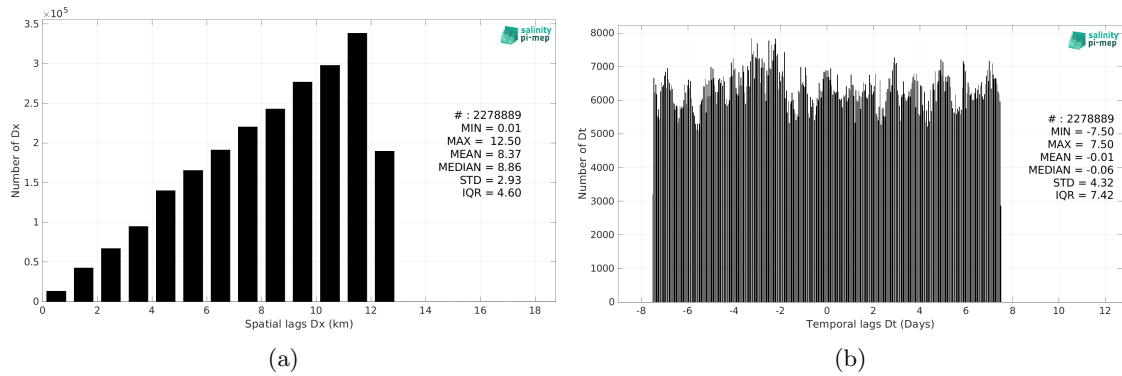 ×10^5
3.5
3
2.5
2
1.5
1
0.5
0
Number of Dx
0 2 4 6 8 10 12 14 16 18
Spatial lags Dx (km)
salinity
pi-mep
# : 2278889
MIN = 0.01
MAX = 12.50
MEAN = 8.37
MEDIAN = 8.86
STD = 2.93
IQR = 4.60
(a)
8000
7000
6000
5000
4000
3000
2000
1000
0
Number of Dt
-8 -6 -4 -2 0 2 4 6 8 10 12
Temporal lags Dt (Days)
salinity
pi-mep
# : 2278889
MIN = -7.50
MAX = 7.50
MEAN = -0.01
MEDIAN = -0.06
STD = 4.32
IQR = 7.42
(b)